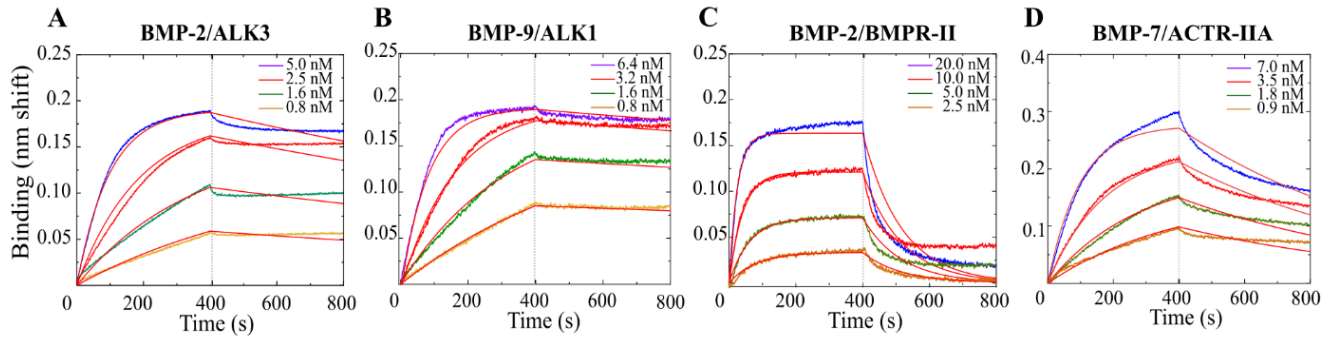 A
BMP-2/ALK3
B
BMP-9/ALK1
C
BMP-2/BMPR-II
D
BMP-7/ACTR-IIA
Binding (nm shift)
0.25
0.2
0.15
0.10
0.05
0 200 400 600 800
Time (s)
5.0 nM
2.5 nM
1.6 nM
0.8 nM
0.25
0.2
0.15
0.10
0.05
0 200 400 600 800
Time (s)
6.4 nM
3.2 nM
1.6 nM
0.8 nM
0.25
0.2
0.15
0.10
0.05
0 200 400 600 800
Time (s)
20.0 nM
10.0 nM
5.0 nM
2.5 nM
0.4
0.3
0.2
0.1
0 200 400 600 800
Time (s)
7.0 nM
3.5 nM
1.8 nM
0.9 nM